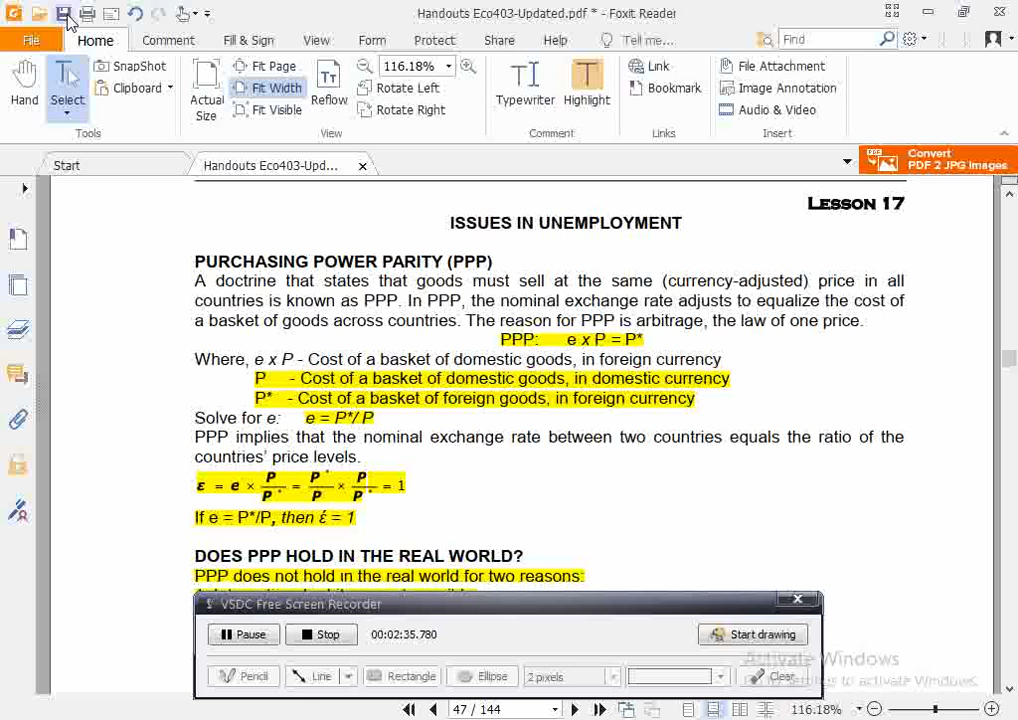 Handouts Eco403-Updated.pdf * - Foxit Reader
File Home Comment Fill & Sign View Form Protect Share Help Tell me... Find
Hand
Select
SnapShot
Clipboard
Tools
Actual Size
Fit Page
Fit Width
Fit Visible
Reflow
116.18%
Rotate Left
Rotate Right
View
Typewriter
Highlight
Comment
Link
Bookmark
Links
File Attachment
Image Annotation
Audio & Video
Insert
Start Handouts Eco403-Upd...
Convert
PDF 2 JPG Images
LESSON 17
ISSUES IN UNEMPLOYMENT
PURCHASING POWER PARITY (PPP)
A doctrine that states that goods must sell at the same (currency-adjusted) price in all
countries is known as PPP. In PPP, the nominal exchange rate adjusts to equalize the cost of
a basket of goods across countries. The reason for PPP is arbitrage, the law of one price.
PPP: e x P = P*
Where, e x P - Cost of a basket of domestic goods, in foreign currency
P - Cost of a basket of domestic goods, in domestic currency
P* - Cost of a basket of foreign goods, in foreign currency
Solve for e: e = P*/ P
PPP implies that the nominal exchange rate between two countries equals the ratio of the
countries' price levels.
ε = e × P/P* = P*/P × P/P* = 1
If e = P*/P, then έ = 1
DOES PPP HOLD IN THE REAL WORLD?
PPP does not hold in the real world for two reasons:
VSDC Free Screen Recorder
Pause Stop 00:02:35.780 Start drawing
Pencil Line Rectangle Ellipse 2 pixels Clear
Activate Windows
to activate Windows.
47 / 144 116.18%